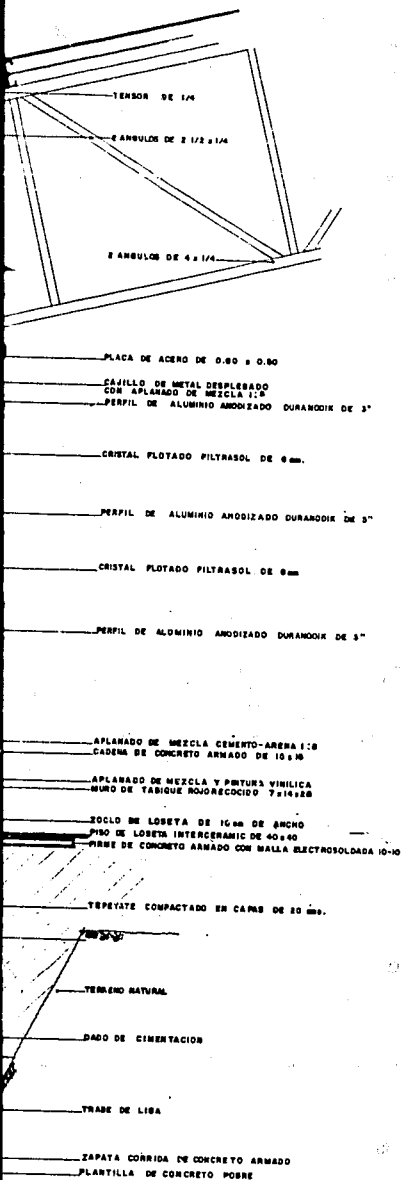 TENSOR DE 1/4
2 ANGULOS DE 2 1/2 x 1/4
2 ANGULOS DE 4 x 1/4
PLACA DE ACERO DE 0.60 x 0.60
CAJILLO DE METAL DESPLEGADO
CON APLANADO DE MEZCLA 1:8
PERFIL DE ALUMINIO ANODIZADO DURANODIK DE 3"
CRISTAL FLOTADO FILTRASOL DE 6 mm.
PERFIL DE ALUMINIO ANODIZADO DURANODIK DE 3"
CRISTAL FLOTADO FILTRASOL DE 6 mm
PERFIL DE ALUMINIO ANODIZADO DURANODIK DE 3"
APLANADO DE MEZCLA CEMENTO-ARENA 1:8
CADENA DE CONCRETO ARMADO DE 15 x
APLANADO DE MEZCLA Y PINTURA VINILICA
MURO DE TABIQUE ROJO RECOCIDO 7x14x28
ZOCLO DE LOSETA DE 10 cm DE ANCHO
PISO DE LOSETA INTERCERAMIC DE 40 x 40
FIRME DE CONCRETO ARMADO CON MALLA ELECTROSOLDADA 10-10
TEPEYATE COMPACTADO EN CAPAS DE 20 cms.
TERRENO NATURAL
DADO DE CIMENTACION
TRABE DE LIGA
ZAPATA CORRIDA DE CONCRETO ARMADO
PLANTILLA DE CONCRETO POBRE